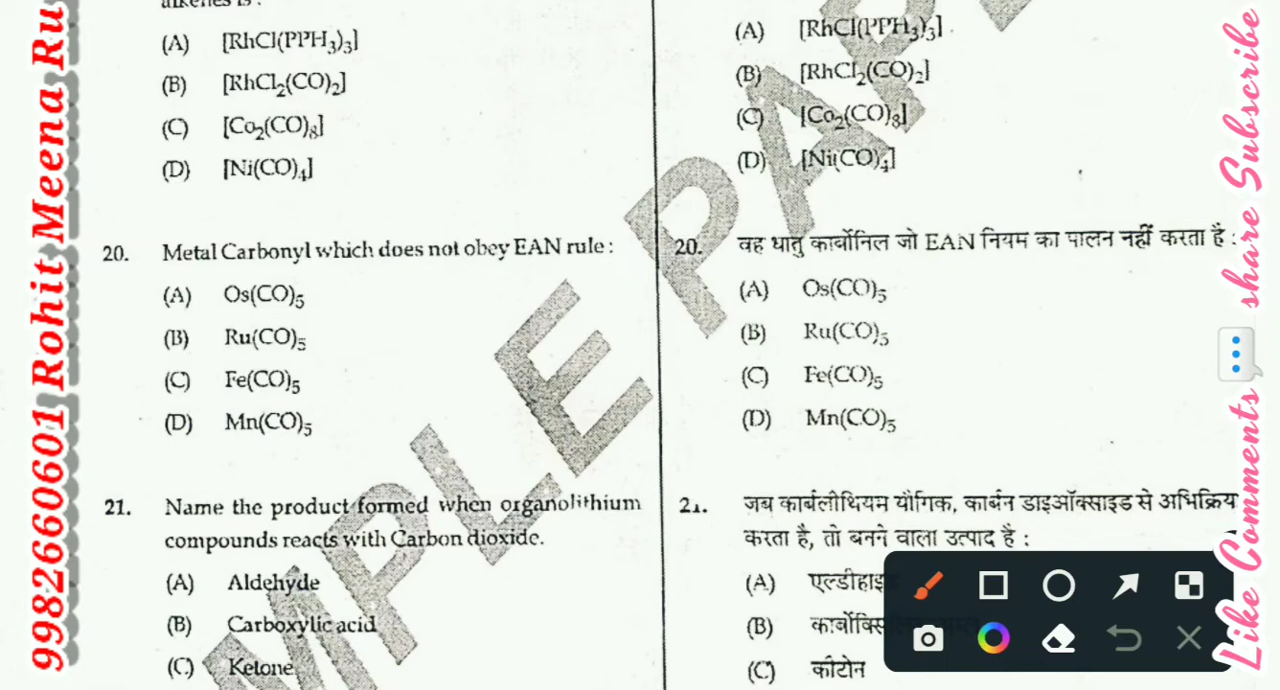 9982660601 Rohit Meena Ru
alkenes is :
(A) [RhCl(PPH₃)₃]
(B) [RhCl₂(CO)₂]
(C) [Co₂(CO)₈]
(D) [Ni(CO)₄]
20. Metal Carbonyl which does not obey EAN rule :
(A) Os(CO)₅
(B) Ru(CO)₅
(C) Fe(CO)₅
(D) Mn(CO)₅
21. Name the product formed when organolithium
compounds reacts with Carbon dioxide.
(A) Aldehyde
(B) Carboxylic acid
(C) Ketone
(A) [RhCl(PPH₃)₃]
(B) [RhCl₂(CO)₂]
(C) [Co₂(CO)₈]
(D) [Ni(CO)₄]
20. वह धातु कार्बोनिल जो EAN नियम का पालन नहीं करता है :
(A) Os(CO)₅
(B) Ru(CO)₅
(C) Fe(CO)₅
(D) Mn(CO)₅
जब कार्बलीथियम यौगिक, कार्बन डाइऑक्साइड से अभिक्रिय
करता है, तो बनने वाला उत्पाद है :
(A)
(B)
(C) कीटोन
MPLE PAP
Like Comments share Subscribe